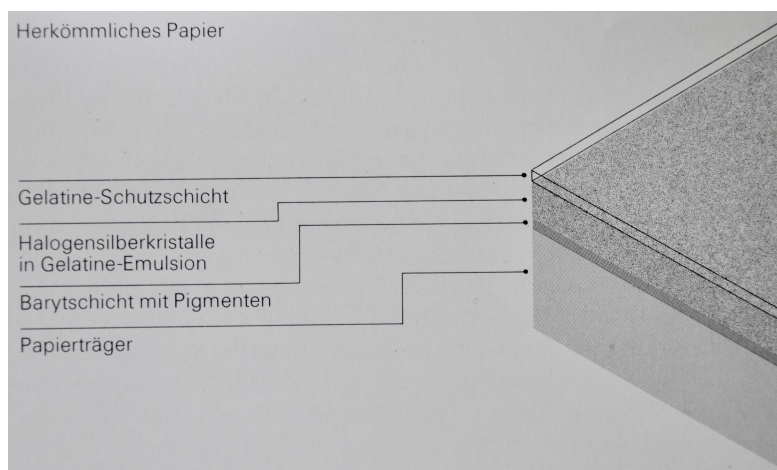 Herkömmliches Papier
Gelatine-Schutzschicht
Halogensilberkristalle
in Gelatine-Emulsion
Barytschicht mit Pigmenten
Papierträger